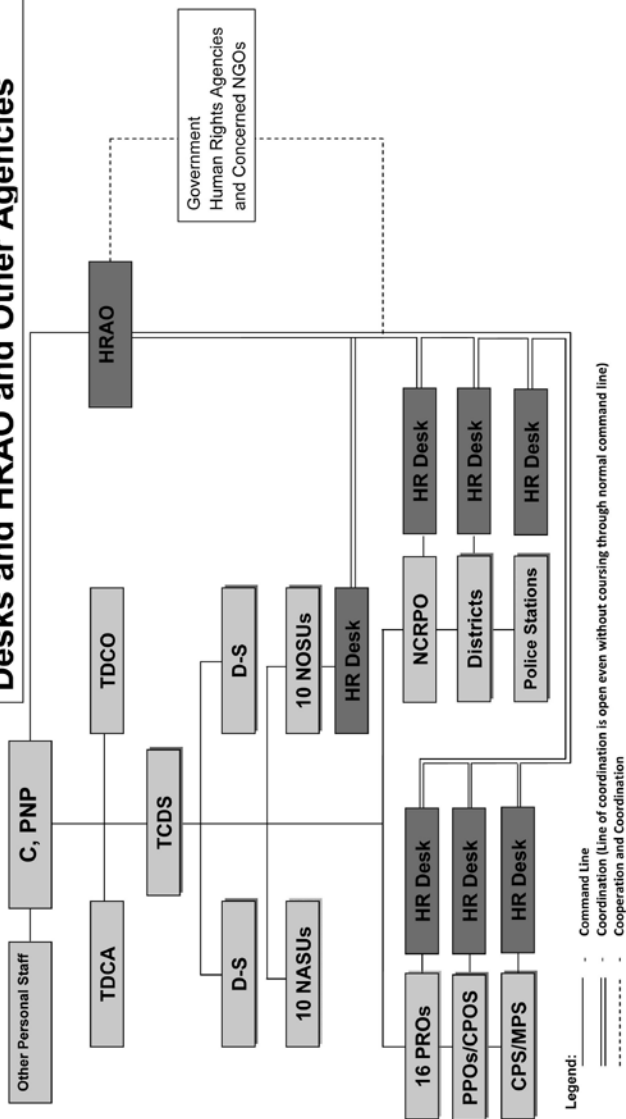 Desks and HRAO and Other Agencies
Other Personal Staff
C, PNP
HRAO
Government
Human Rights Agencies
and Concerned NGOs
TDCA
TDCO
TCDS
D-S
D-S
10 NASUs
10 NOSUs
HR Desk
16 PROs
HR Desk
NCRPO
HR Desk
PPOs/CPOS
HR Desk
Districts
HR Desk
CPS/MPS
HR Desk
Police Stations
HR Desk
Legend:
- Command Line
- Coordination (Line of coordination is open even without coursing through normal command line)
- Cooperation and Coordination